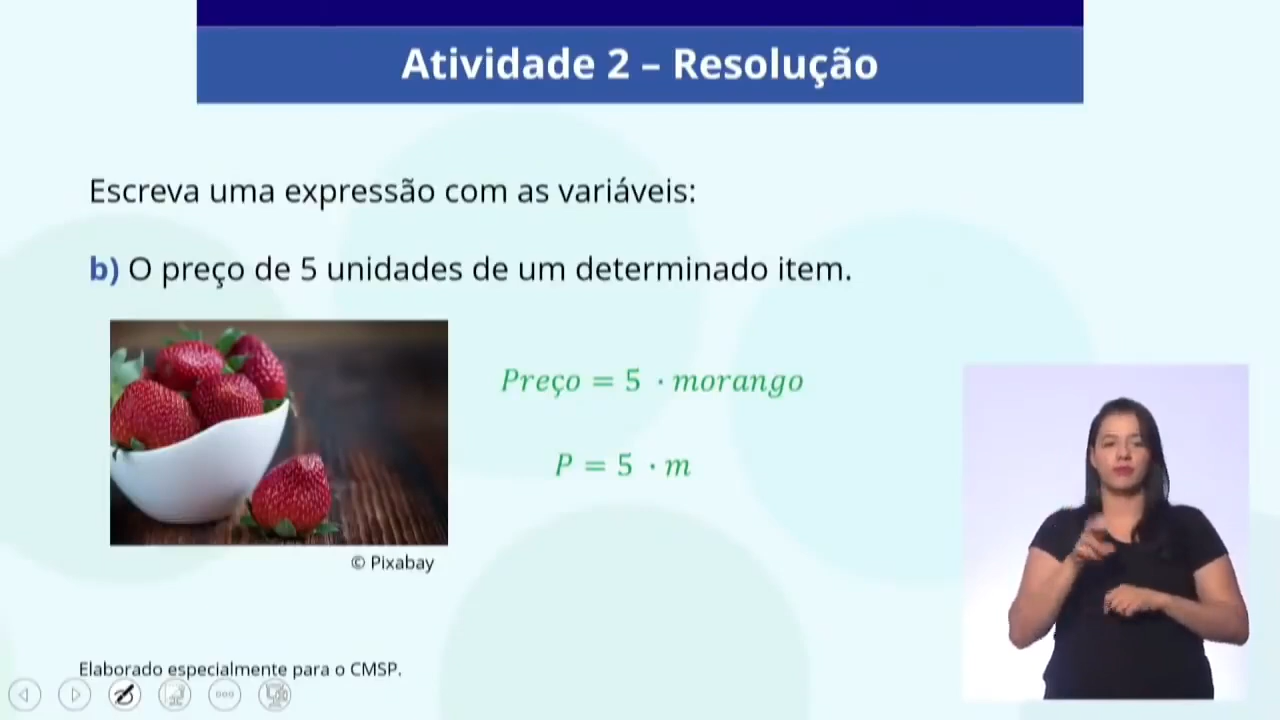 Atividade 2 – Resolução
Escreva uma expressão com as variáveis:
b) O preço de 5 unidades de um determinado item.
Preço = 5 · morango
P = 5 · m
© Pixabay
Elaborado especialmente para o CMSP.